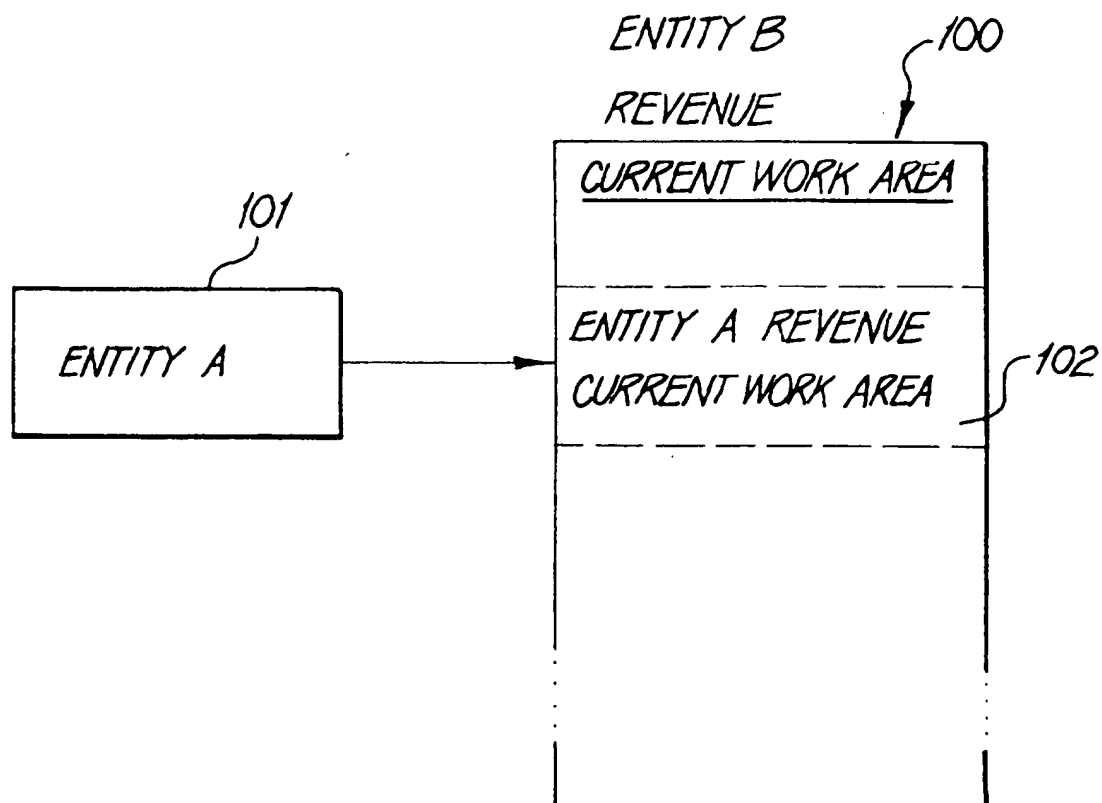 ENTITY B
100
REVENUE
CURRENT WORK AREA
101
ENTITY A
ENTITY A REVENUE
CURRENT WORK AREA
102